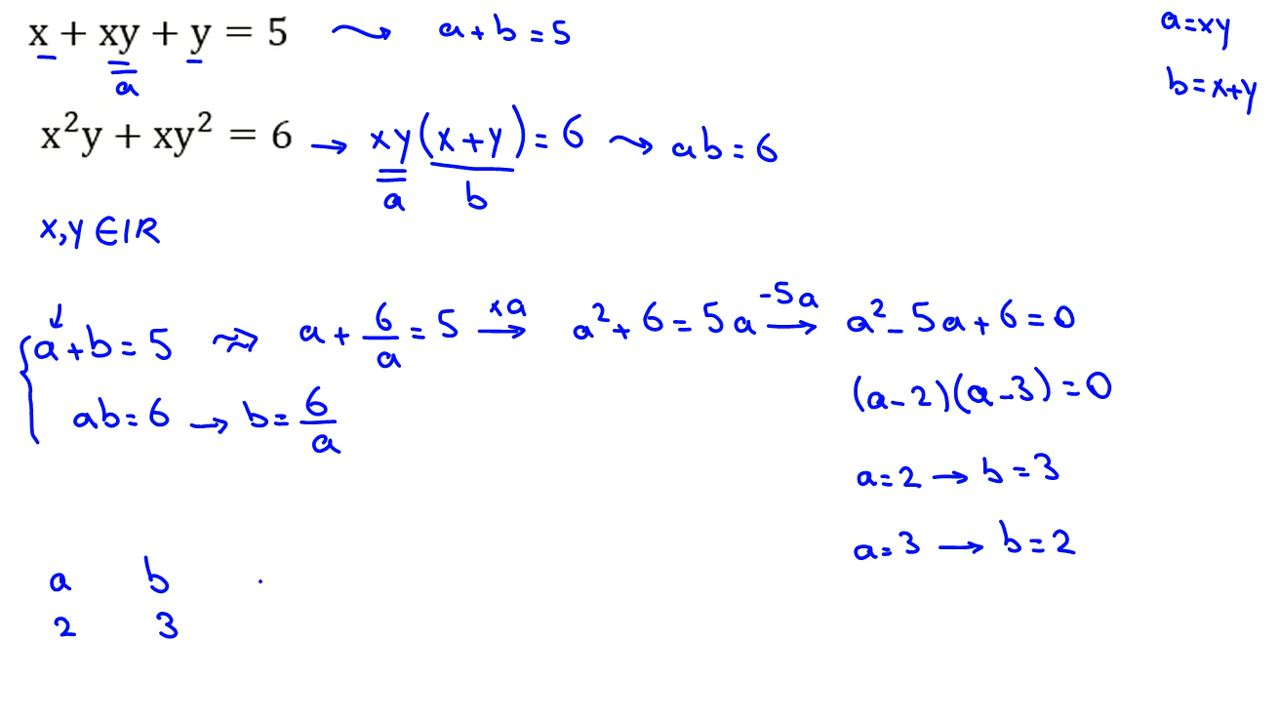 x + xy + y = 5 ⤳ a+b=5
a
a=xy
b=x+y
x²y + xy² = 6 → xy(x+y)=6 ⤳ ab=6
a b
x,y ∈ ℝ
↓
a+b=5 ⤳ a + 6/a = 5 —xa→ a²+6=5a —-5a→ a²-5a+6=0
ab=6 → b=6/a
(a-2)(a-3)=0
a=2 → b=3
a=3 → b=2
a b
2 3